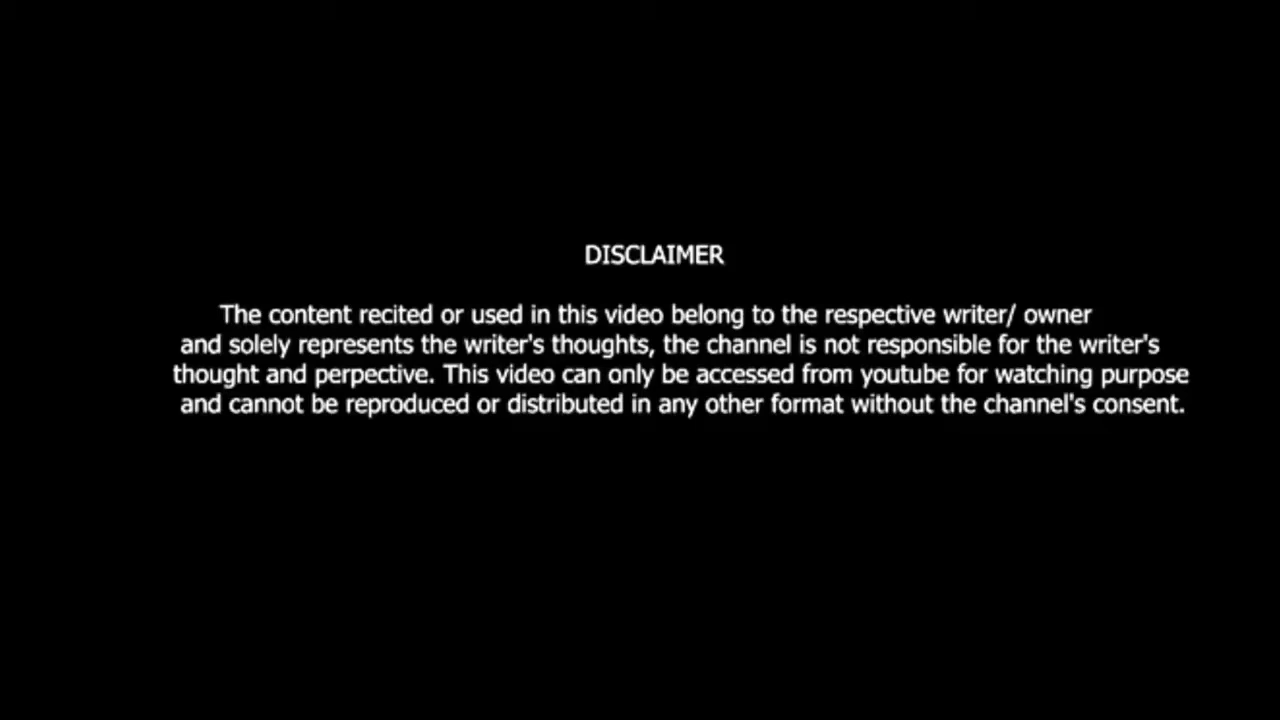 DISCLAIMER
The content recited or used in this video belong to the respective writer/ owner
and solely represents the writer's thoughts, the channel is not responsible for the writer's
thought and perpective. This video can only be accessed from youtube for watching purpose
and cannot be reproduced or distributed in any other format without the channel's consent.